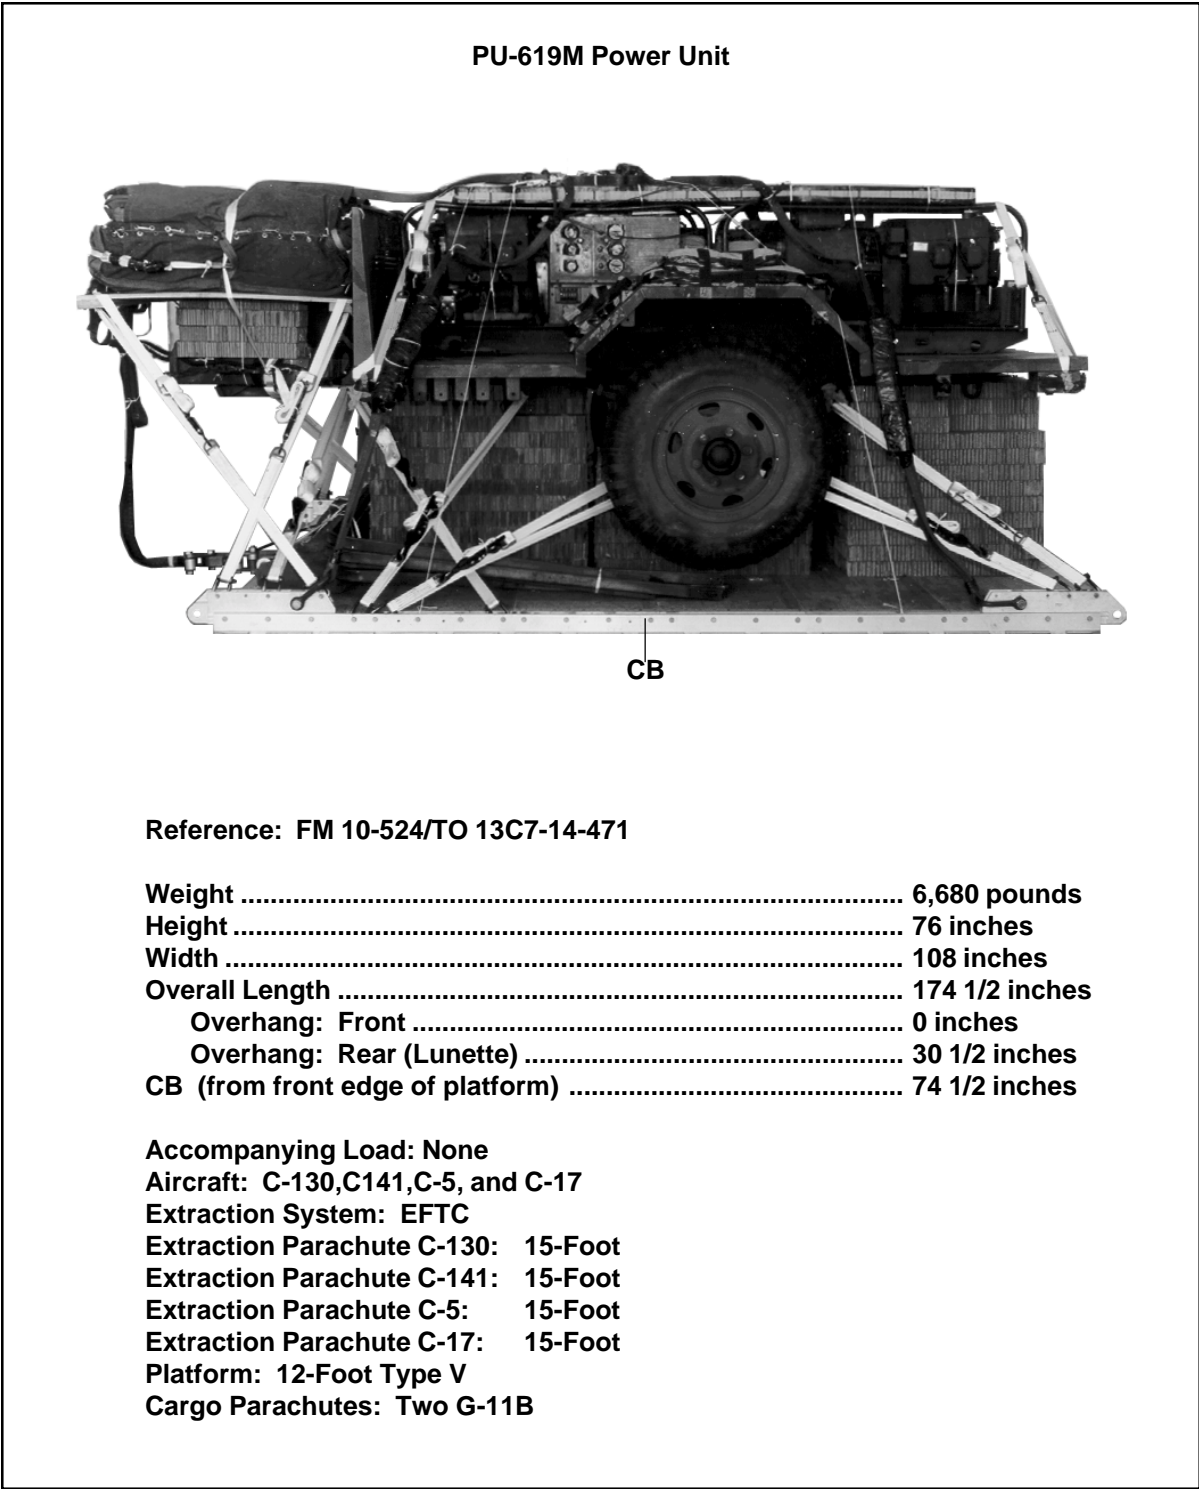 PU-619M Power Unit
CB
Reference: FM 10-524/TO 13C7-14-471
Weight ......................................................................................... 6,680 pounds
Height .......................................................................................... 76 inches
Width ........................................................................................... 108 inches
Overall Length ............................................................................ 174 1/2 inches
Overhang: Front .................................................................. 0 inches
Overhang: Rear (Lunette) ................................................... 30 1/2 inches
CB (from front edge of platform) ............................................. 74 1/2 inches
Accompanying Load: None
Aircraft: C-130,C141,C-5, and C-17
Extraction System: EFTC
Extraction Parachute C-130: 15-Foot
Extraction Parachute C-141: 15-Foot
Extraction Parachute C-5: 15-Foot
Extraction Parachute C-17: 15-Foot
Platform: 12-Foot Type V
Cargo Parachutes: Two G-11B